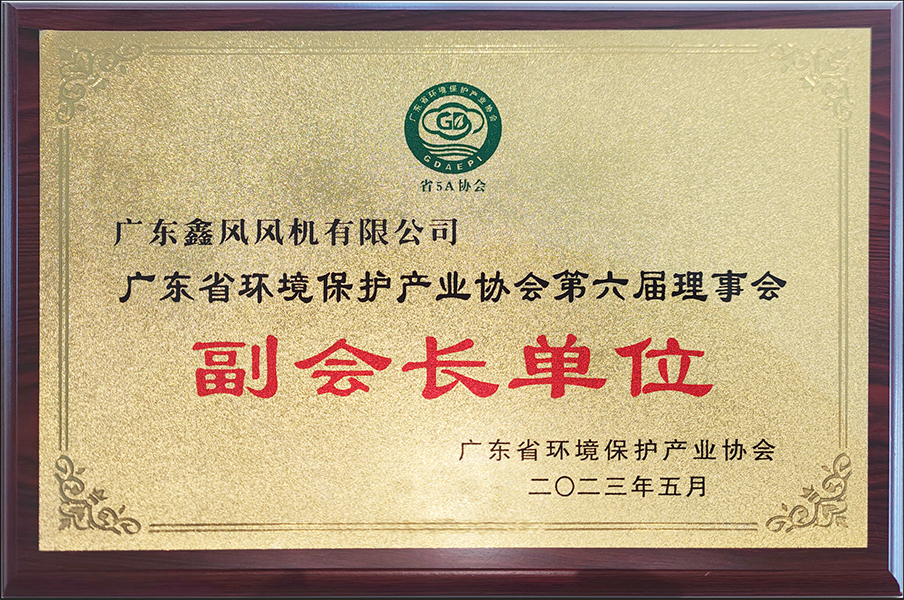 广东省环境保护产业协会
GD
GDAEPI
省5A协会
广东鑫风风机有限公司
广东省环境保护产业协会第六届理事会
副会长单位
广东省环境保护产业协会
二〇二三年五月